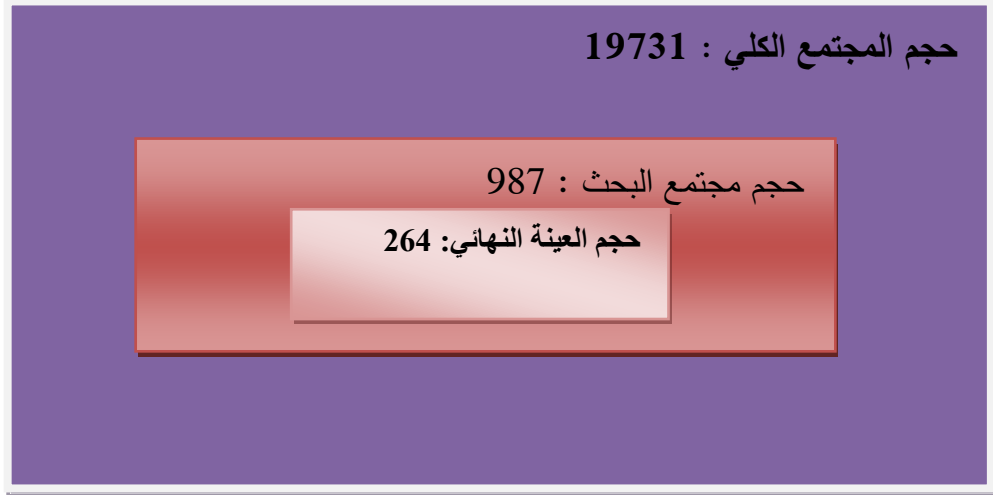 حجم المجتمع الكلي : 19731
حجم مجتمع البحث : 987
حجم العينة النهائي: 264